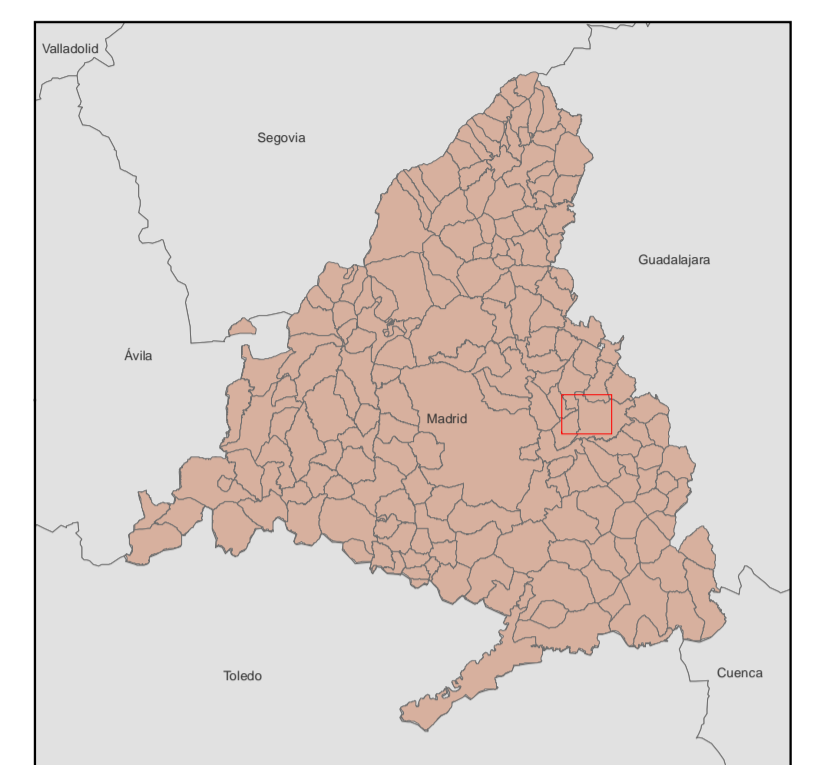 Valladolid
Segovia
Guadalajara
Ávila
Madrid
Toledo
Cuenca